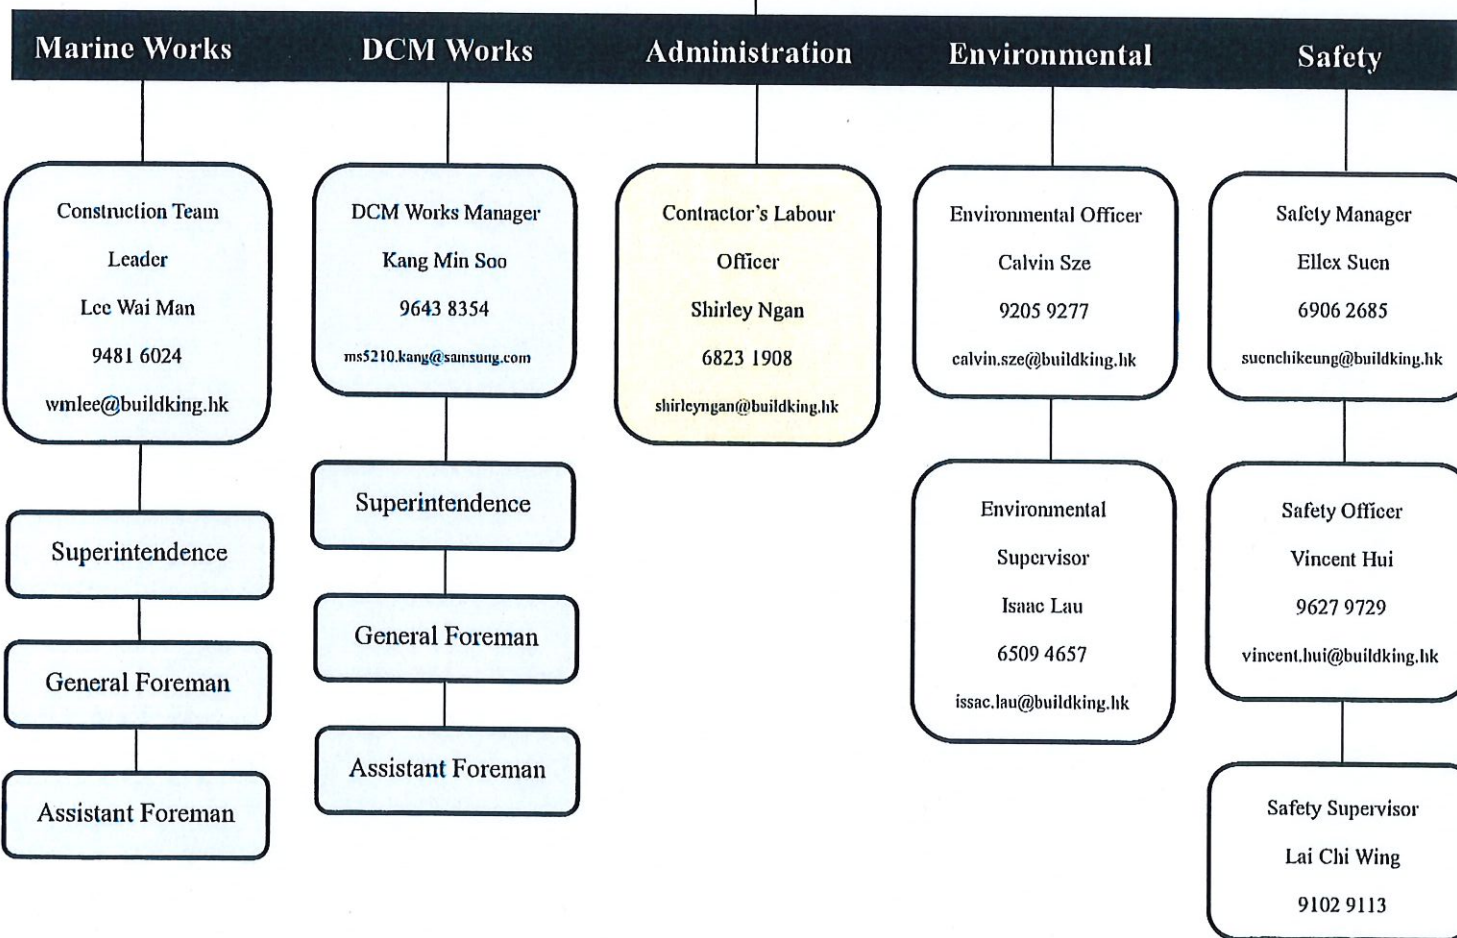 Marine Works
DCM Works
Administration
Environmental
Safety
Construction Team
Leader
Lee Wai Man
9481 6024
wmlee@buildking.hk
Superintendence
General Foreman
Assistant Foreman
DCM Works Manager
Kang Min Soo
9643 8354
ms5210.kang@samsung.com
Superintendence
General Foreman
Assistant Foreman
Contractor's Labour
Officer
Shirley Ngan
6823 1908
shirleyngan@buildking.hk
Environmental Officer
Calvin Sze
9205 9277
calvin.sze@buildking.hk
Environmental
Supervisor
Isaac Lau
6509 4657
issac.lau@buildking.hk
Safety Manager
Ellex Suen
6906 2685
suenchikeung@buildking.hk
Safety Officer
Vincent Hui
9627 9729
vincent.hui@buildking.hk
Safety Supervisor
Lai Chi Wing
9102 9113